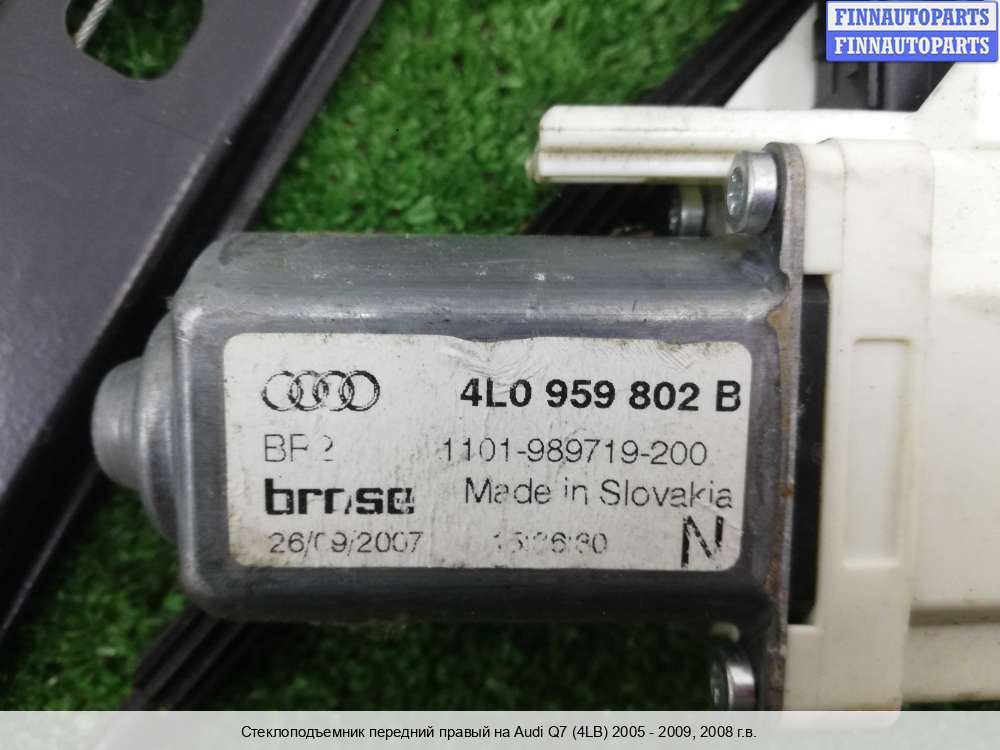 FINNAUTOPARTS
FINNAUTOPARTS
4L0 959 802 B
1101-989719-200
brose
Made in Slovakia
26/09/2007
N
Стеклоподъемник передний правый на Audi Q7 (4LB) 2005 - 2009, 2008 г.в.